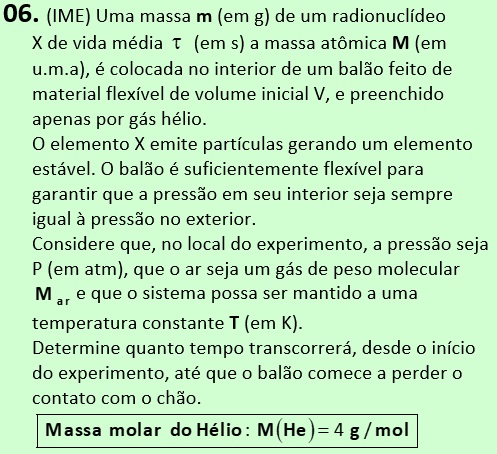 06. (IME) Uma massa m (em g) de um radionuclídeo
X de vida média τ (em s) a massa atômica M (em
u.m.a), é colocada no interior de um balão feito de
material flexível de volume inicial V, e preenchido
apenas por gás hélio.
O elemento X emite partículas gerando um elemento
estável. O balão é suficientemente flexível para
garantir que a pressão em seu interior seja sempre
igual à pressão no exterior.
Considere que, no local do experimento, a pressão seja
P (em atm), que o ar seja um gás de peso molecular
M ar e que o sistema possa ser mantido a uma
temperatura constante T (em K).
Determine quanto tempo transcorrerá, desde o início
do experimento, até que o balão comece a perder o
contato com o chão.
Massa molar do Hélio: M(He) = 4 g/mol